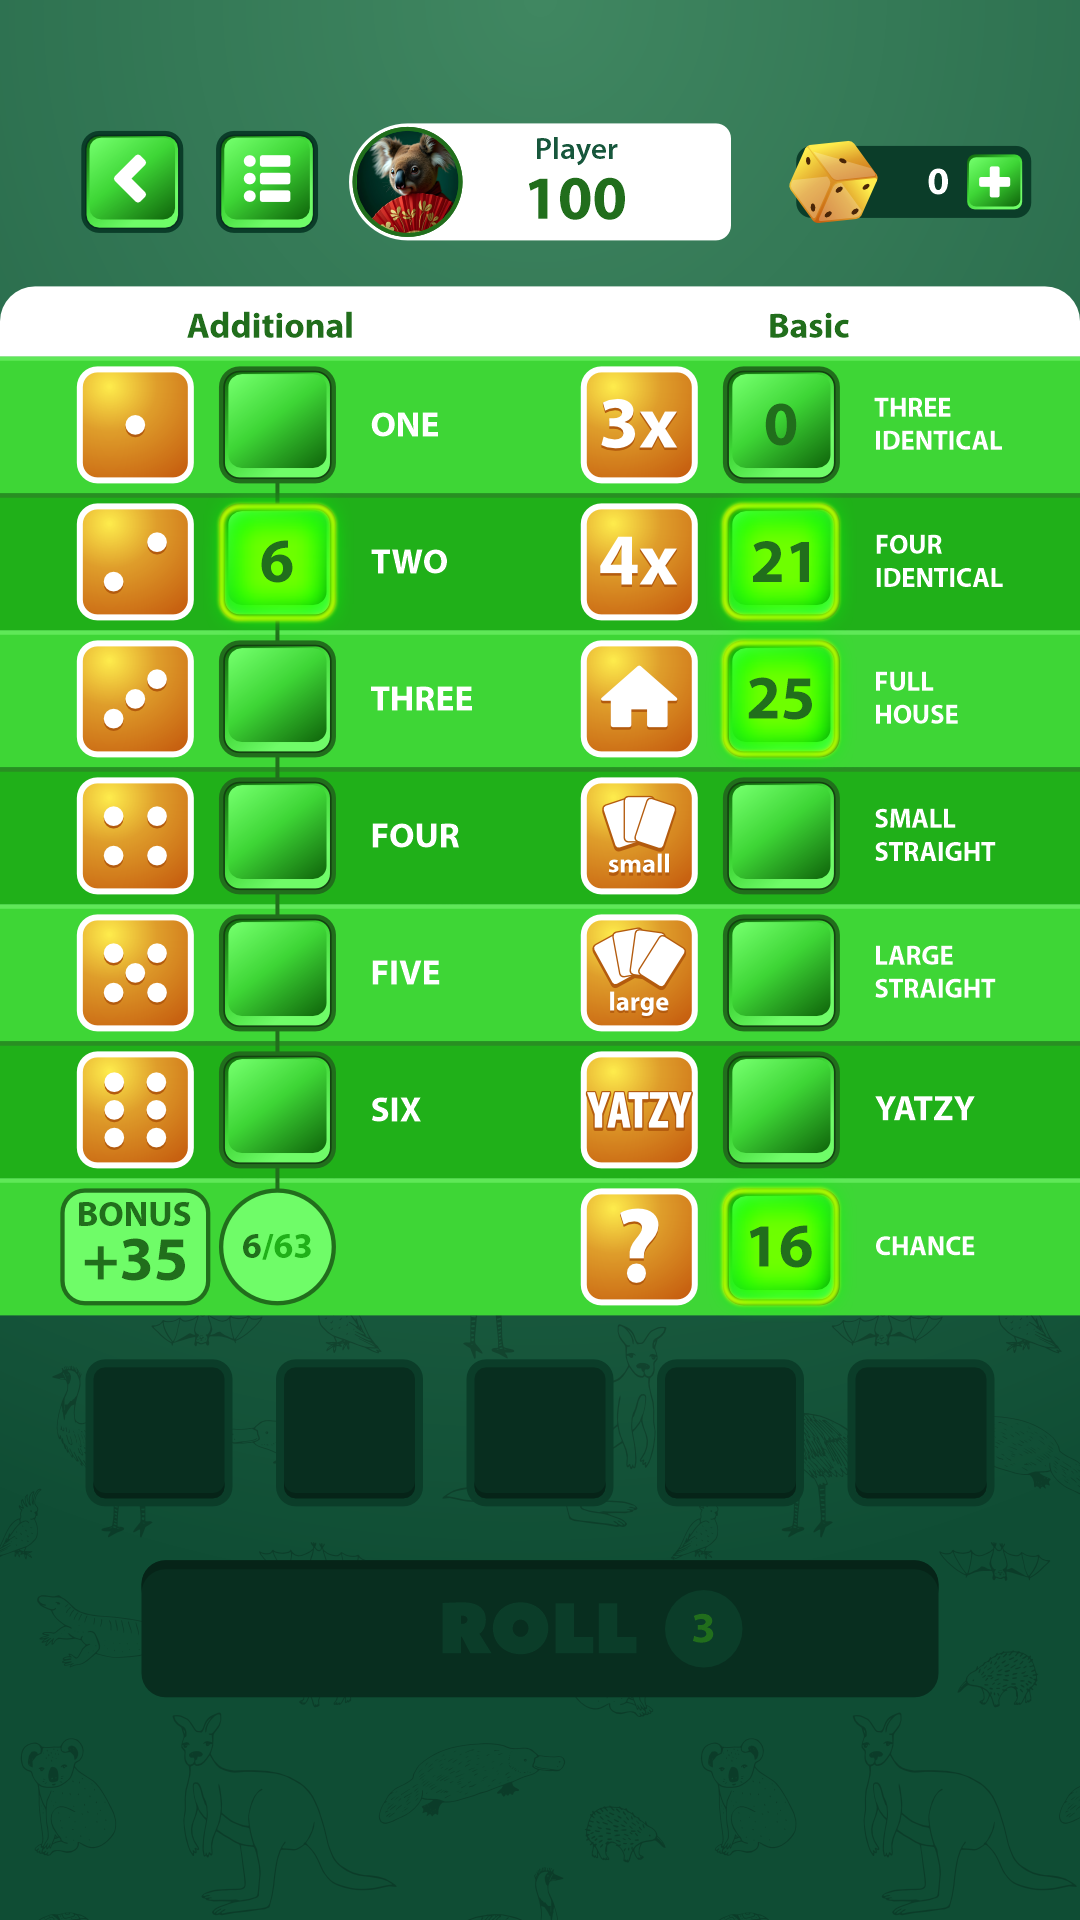 Player
100
0
Additional
Basic
ONE
3x
0
THREE
IDENTICAL
6
TWO
4x
21
FOUR
IDENTICAL
THREE
25
FULL
HOUSE
FOUR
small
SMALL
STRAIGHT
FIVE
large
LARGE
STRAIGHT
SIX
YATZY
YATZY
BONUS
+35
6/63
?
16
CHANCE
ROLL 3